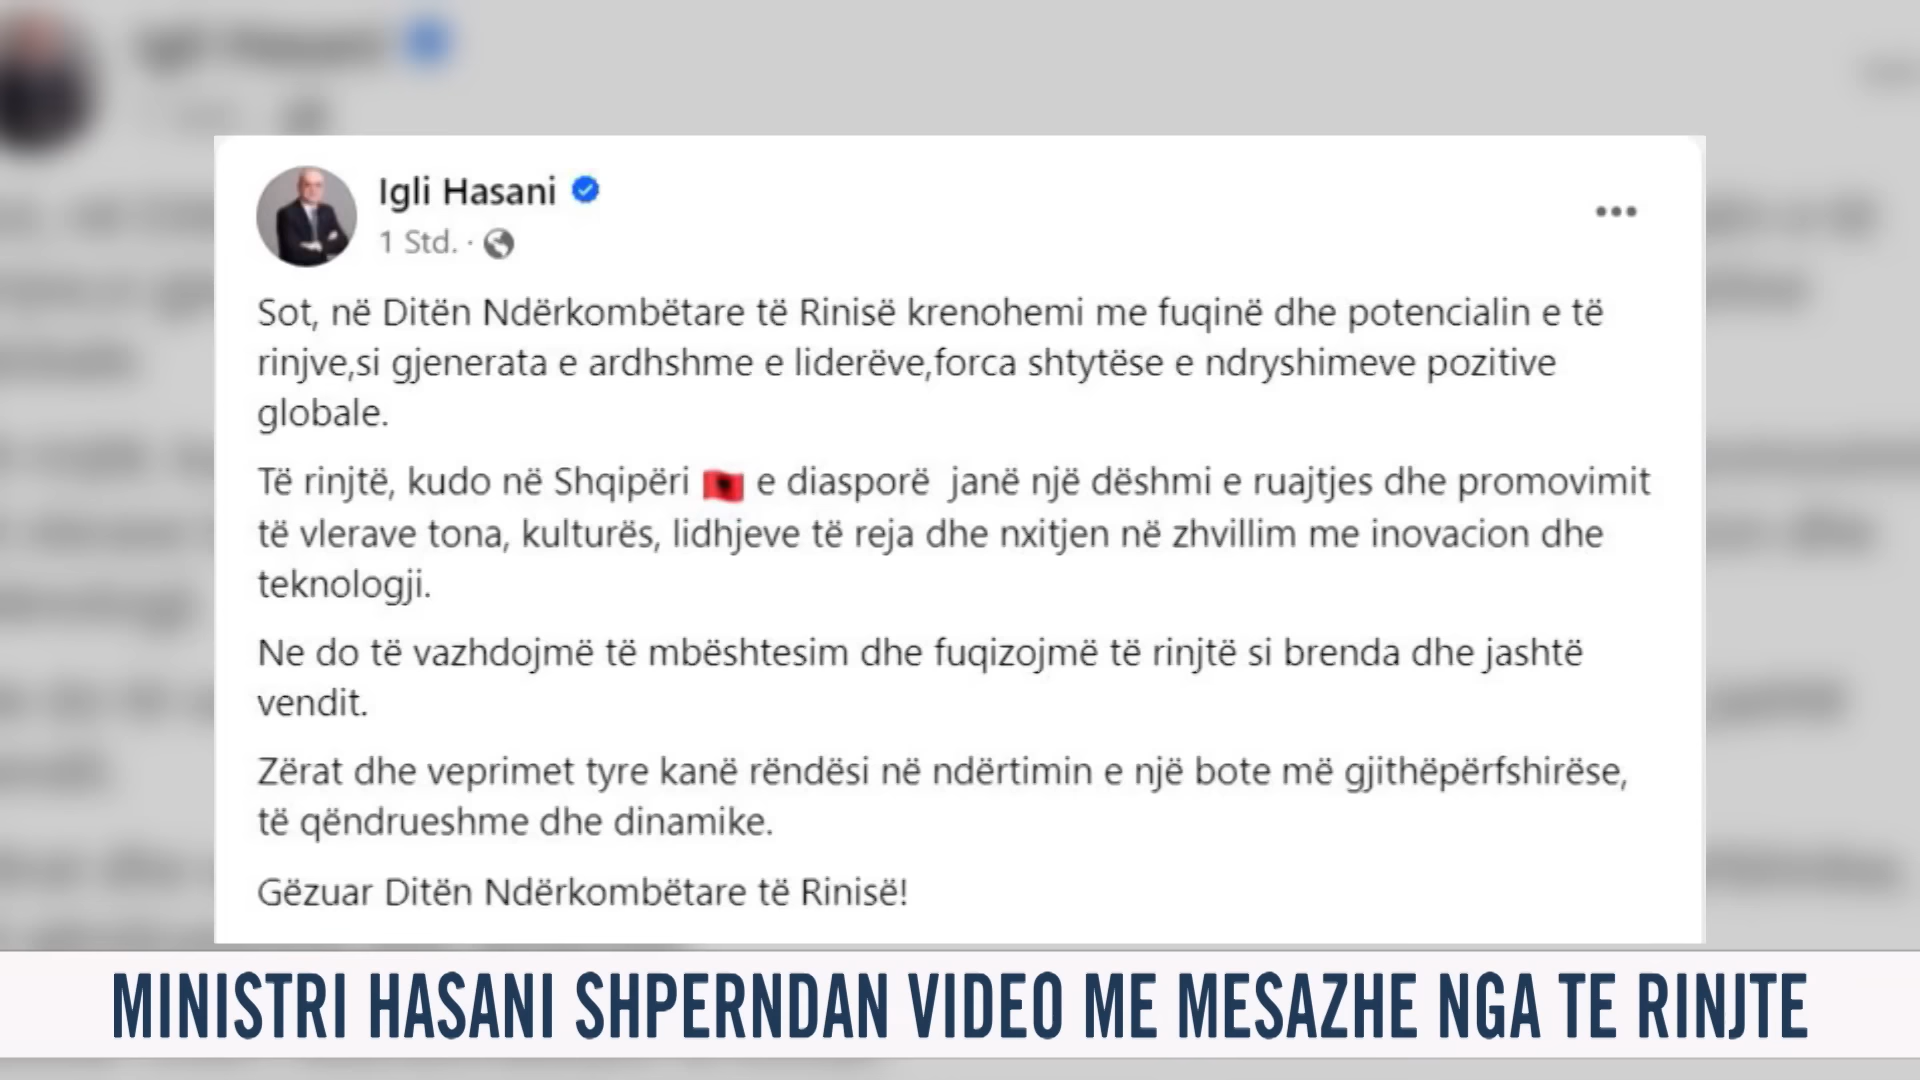 Igli Hasani
1 Std. ·
Sot, në Ditën Ndërkombëtare të Rinisë krenohemi me fuqinë dhe potencialin e të
rinjve,si gjenerata e ardhshme e liderëve,forca shtytëse e ndryshimeve pozitive
globale.
Të rinjtë, kudo në Shqipëri 🇦🇱 e diasporë janë një dëshmi e ruajtjes dhe promovimit
të vlerave tona, kulturës, lidhjeve të reja dhe nxitjen në zhvillim me inovacion dhe
teknologji.
Ne do të vazhdojmë të mbështesim dhe fuqizojmë të rinjtë si brenda dhe jashtë
vendit.
Zërat dhe veprimet tyre kanë rëndësi në ndërtimin e një bote më gjithëpërfshirëse,
të qëndrueshme dhe dinamike.
Gëzuar Ditën Ndërkombëtare të Rinisë!
MINISTRI HASANI SHPERNDAN VIDEO ME MESAZHE NGA TE RINJTE